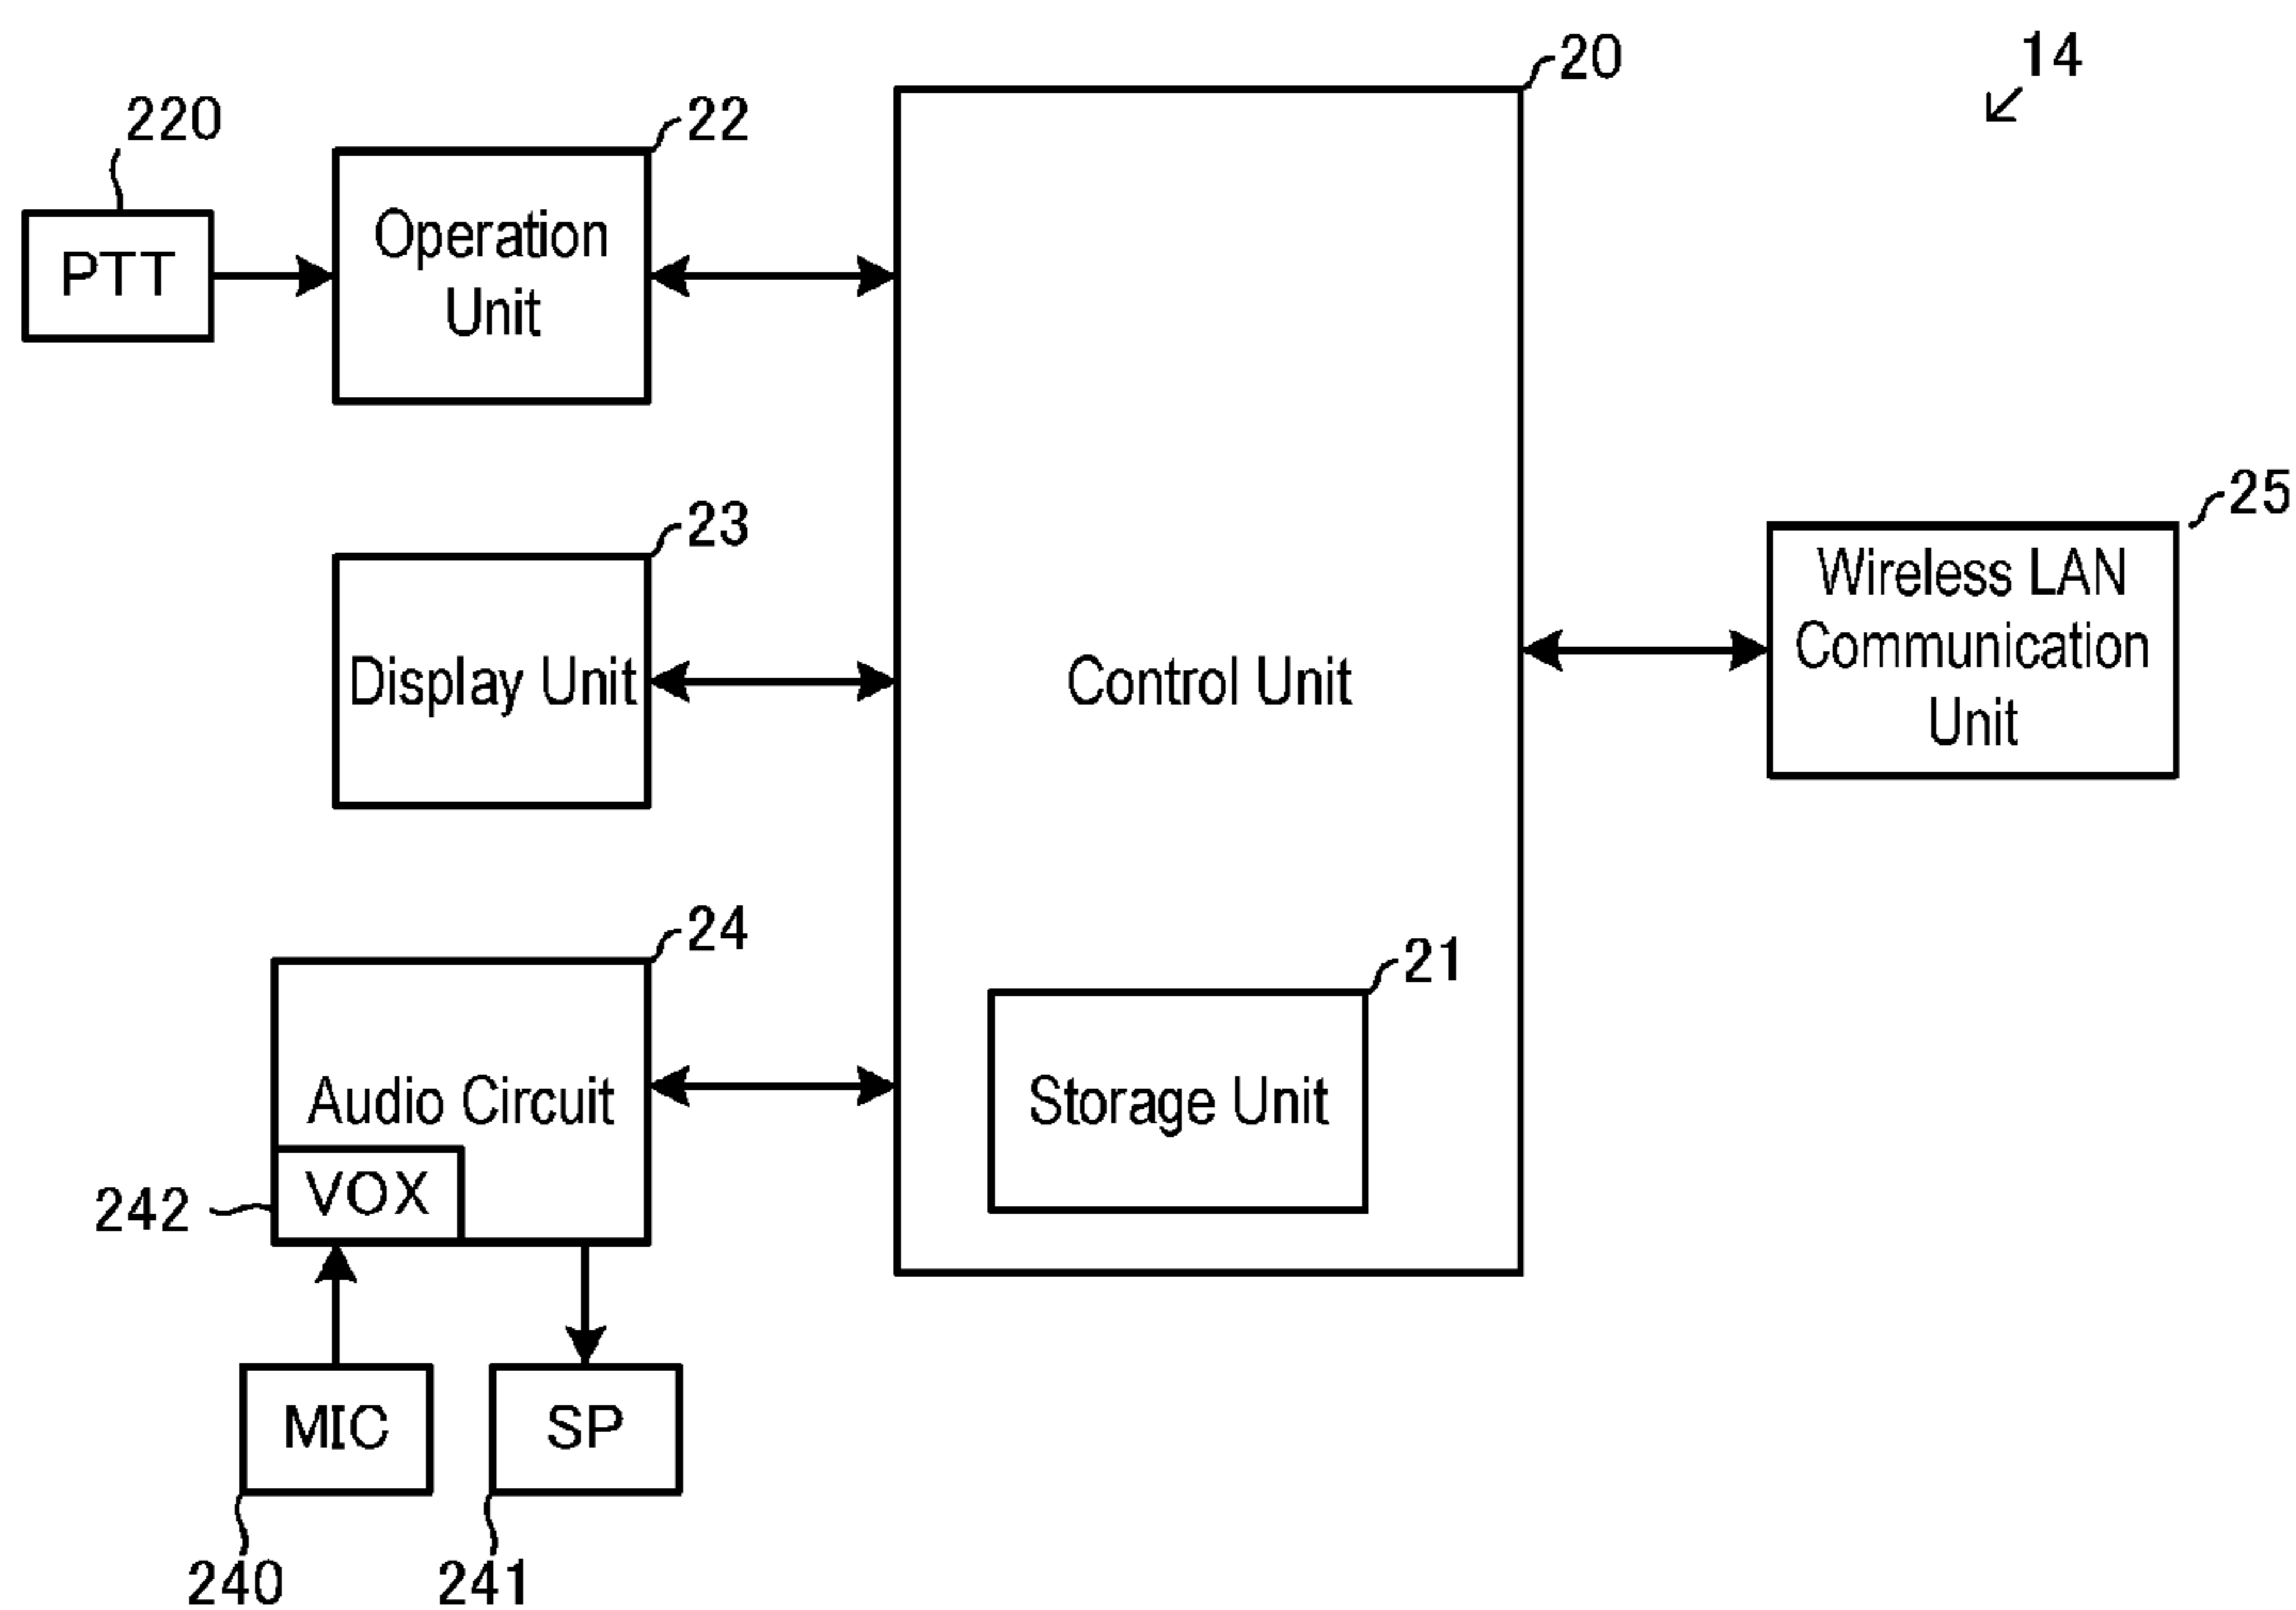 20
14
220
22
PTT
Operation
Unit
23
25
Display Unit
Control Unit
Wireless LAN
Communication
Unit
24
21
Audio Circuit
Storage Unit
242
VOX
MIC
SP
240
241